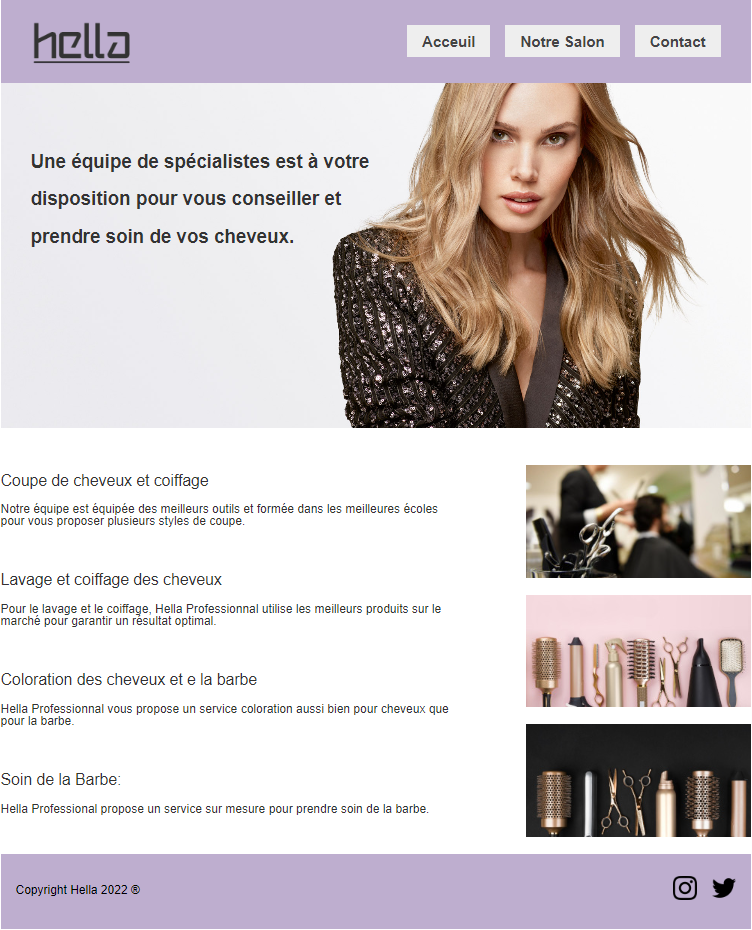 hella
Acceuil
Notre Salon
Contact
Une équipe de spécialistes est à votre
disposition pour vous conseiller et
prendre soin de vos cheveux.
Coupe de cheveux et coiffage
Notre équipe est équipée des meilleurs outils et formée dans les meilleures écoles
pour vous proposer plusieurs styles de coupe.
Lavage et coiffage des cheveux
Pour le lavage et le coiffage, Hella Professionnal utilise les meilleurs produits sur le
marché pour garantir un résultat optimal.
Coloration des cheveux et e la barbe
Hella Professionnal vous propose un service coloration aussi bien pour cheveux que
pour la barbe.
Soin de la Barbe:
Hella Professional propose un service sur mesure pour prendre soin de la barbe.
Copyright Hella 2022 ®